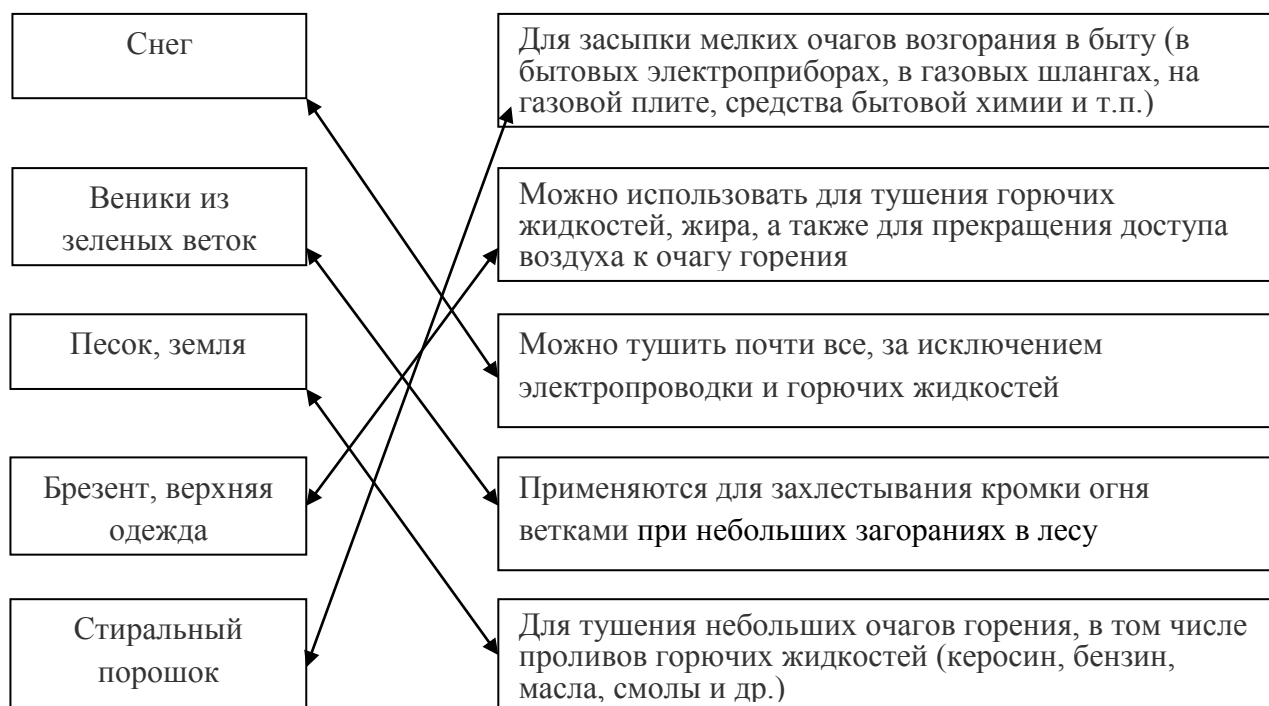 Снег
Для засыпки мелких очагов возгорания в быту (в
бытовых электроприборах, в газовых шлангах, на
газовой плите, средства бытовой химии и т.п.)
Веники из
зеленых веток
Можно использовать для тушения горючих
жидкостей, жира, а также для прекращения доступа
воздуха к очагу горения
Песок, земля
Можно тушить почти все, за исключением
электропроводки и горючих жидкостей
Брезент, верхняя
одежда
Применяются для захлестывания кромки огня
ветками при небольших загораниях в лесу
Стиральный
порошок
Для тушения небольших очагов горения, в том числе
проливов горючих жидкостей (керосин, бензин,
масла, смолы и др.)